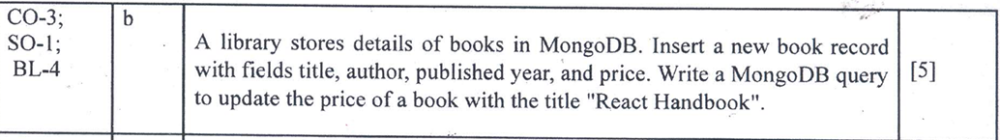 CO-3;
SO-1;
BL-4
b
A library stores details of books in MongoDB. Insert a new book record
with fields title, author, published year, and price. Write a MongoDB query
to update the price of a book with the title "React Handbook".
[5]